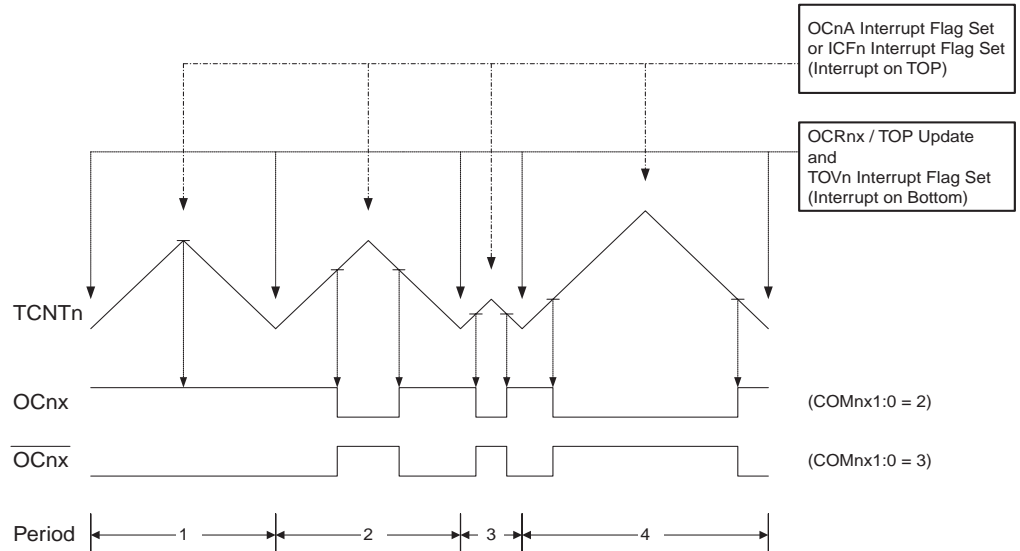 OCnA Interrupt Flag Set
or ICFn Interrupt Flag Set
(Interrupt on TOP)
OCRnx / TOP Update
and
TOVn Interrupt Flag Set
(Interrupt on Bottom)
TCNTn
OCnx
(COMnx1:0 = 2)
OCnx
(COMnx1:0 = 3)
Period
1
2
3
4